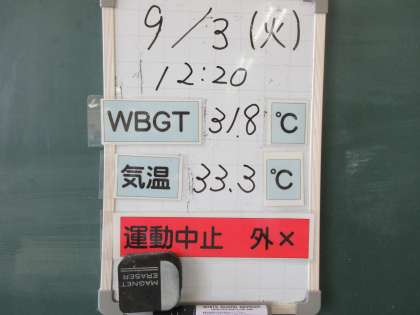 9/3(火)
12:20
WBGT 31.8 ℃
気温 33.3 ℃
運動中止 外×
MAGNET
ERASER